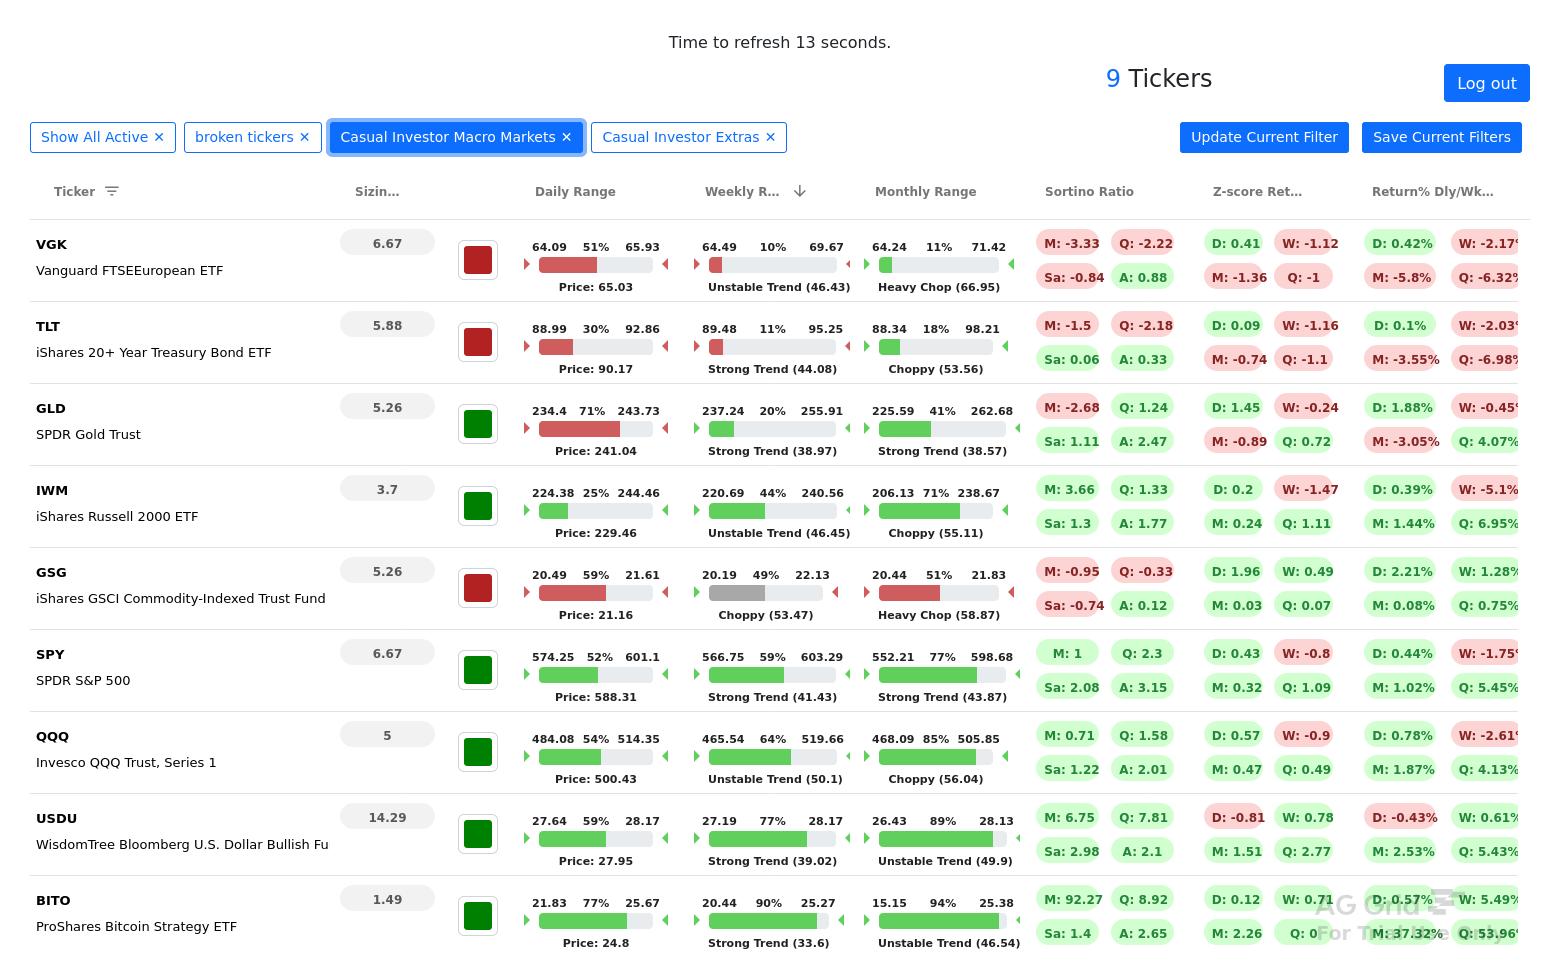 Time to refresh 13 seconds.
9 Tickers
Log out
Show All Active ✕ broken tickers ✕ Casual Investor Macro Markets ✕ Casual Investor Extras ✕ Update Current Filter Save Current Filters
Ticker Sizin... Daily Range Weekly R... Monthly Range Sortino Ratio Z-score Ret... Return% Dly/Wk...
VGK 6.67 64.09 51% 65.93 64.49 10% 69.67 64.24 11% 71.42 M: -3.33 Q: -2.22 D: 0.41 W: -1.12 D: 0.42% W: -2.17%
Vanguard FTSEEuropean ETF Price: 65.03 Unstable Trend (46.43) Heavy Chop (66.95) Sa: -0.84 A: 0.88 M: -1.36 Q: -1 M: -5.8% Q: -6.32%
TLT 5.88 88.99 30% 92.86 89.48 11% 95.25 88.34 18% 98.21 M: -1.5 Q: -2.18 D: 0.09 W: -1.16 D: 0.1% W: -2.03%
iShares 20+ Year Treasury Bond ETF Price: 90.17 Strong Trend (44.08) Choppy (53.56) Sa: 0.06 A: 0.33 M: -0.74 Q: -1.1 M: -3.55% Q: -6.98%
GLD 5.26 234.4 71% 243.73 237.24 20% 255.91 225.59 41% 262.68 M: -2.68 Q: 1.24 D: 1.45 W: -0.24 D: 1.88% W: -0.45%
SPDR Gold Trust Price: 241.04 Strong Trend (38.97) Strong Trend (38.57) Sa: 1.11 A: 2.47 M: -0.89 Q: 0.72 M: -3.05% Q: 4.07%
IWM 3.7 224.38 25% 244.46 220.69 44% 240.56 206.13 71% 238.67 M: 3.66 Q: 1.33 D: 0.2 W: -1.47 D: 0.39% W: -5.1%
iShares Russell 2000 ETF Price: 229.46 Unstable Trend (46.45) Choppy (55.11) Sa: 1.3 A: 1.77 M: 0.24 Q: 1.11 M: 1.44% Q: 6.95%
GSG 5.26 20.49 59% 21.61 20.19 49% 22.13 20.44 51% 21.83 M: -0.95 Q: -0.33 D: 1.96 W: 0.49 D: 2.21% W: 1.28%
iShares GSCI Commodity-Indexed Trust Fund Price: 21.16 Choppy (53.47) Heavy Chop (58.87) Sa: -0.74 A: 0.12 M: 0.03 Q: 0.07 M: 0.08% Q: 0.75%
SPY 6.67 574.25 52% 601.1 566.75 59% 603.29 552.21 77% 598.68 M: 1 Q: 2.3 D: 0.43 W: -0.8 D: 0.44% W: -1.75%
SPDR S&P 500 Price: 588.31 Strong Trend (41.43) Strong Trend (43.87) Sa: 2.08 A: 3.15 M: 0.32 Q: 1.09 M: 1.02% Q: 5.45%
QQQ 5 484.08 54% 514.35 465.54 64% 519.66 468.09 85% 505.85 M: 0.71 Q: 1.58 D: 0.57 W: -0.9 D: 0.78% W: -2.61%
Invesco QQQ Trust, Series 1 Price: 500.43 Unstable Trend (50.1) Choppy (56.04) Sa: 1.22 A: 2.01 M: 0.47 Q: 0.49 M: 1.87% Q: 4.13%
USDU 14.29 27.64 59% 28.17 27.19 77% 28.17 26.43 89% 28.13 M: 6.75 Q: 7.81 D: -0.81 W: 0.78 D: -0.43% W: 0.61%
WisdomTree Bloomberg U.S. Dollar Bullish Fu Price: 27.95 Strong Trend (39.02) Unstable Trend (49.9) Sa: 2.98 A: 2.1 M: 1.51 Q: 2.77 M: 2.53% Q: 5.43%
BITO 1.49 21.83 77% 25.67 20.44 90% 25.27 15.15 94% 25.38 M: 92.27 Q: 8.92 D: 0.12 W: 0.71 D: 0.57% W: 5.49%
ProShares Bitcoin Strategy ETF Price: 24.8 Strong Trend (33.6) Unstable Trend (46.54) Sa: 1.4 A: 2.65 M: 2.26 Q: 0 M: 37.32% Q: 53.96%
AG Grid
For Trial Use Only